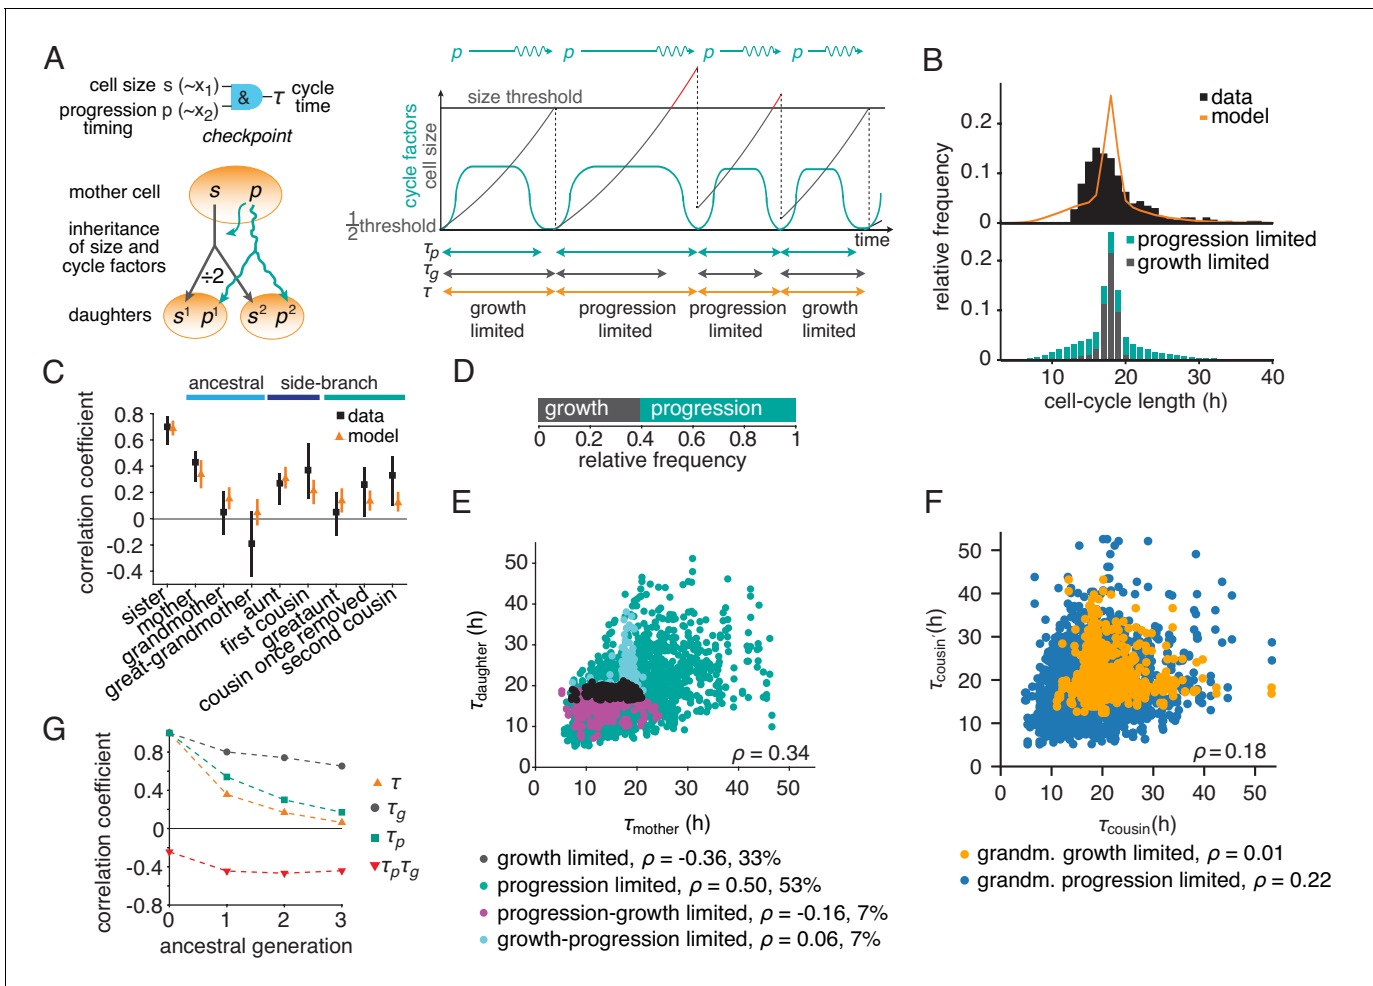 A
cell size s (~x1)
progression p (~x2)
timing
&
τ cycle
time
checkpoint
mother cell
s p
inheritance
of size and
cycle factors
÷2
daughters
s1 p1 s2 p2
p p p p
size threshold
cycle factors
cell size
1/2 threshold
time
τp
τg
τ
growth limited
progression limited
progression limited
growth limited
B
data
model
0.2
0.1
0
relative frequency
progression limited
growth limited
0.2
0.1
0
10 20 30 40
cell-cycle length (h)
C
ancestral side-branch
correlation coefficient
0.8
0.4
0.2
0
-0.2
-0.4
data
model
sister
mother
grandmother
great-grandmother
aunt
first cousin
greataunt
cousin once removed
second cousin
D
growth progression
0 0.2 0.4 0.6 0.8 1
relative frequency
E
τdaughter (h)
50
40
30
20
10
0
ρ = 0.34
0 10 20 30 40 50
τmother (h)
growth limited, ρ = -0.36, 33%
progression limited, ρ = 0.50, 53%
progression-growth limited, ρ = -0.16, 7%
growth-progression limited, ρ = 0.06, 7%
F
τcousin′(h)
50
40
30
20
10
0
ρ = 0.18
0 10 20 30 40 50
τcousin(h)
grandm. growth limited, ρ = 0.01
grandm. progression limited, ρ = 0.22
G
correlation coefficient
0.8
0.4
0
-0.4
-0.8
0 1 2 3
ancestral generation
τ
τg
τp
τpτg